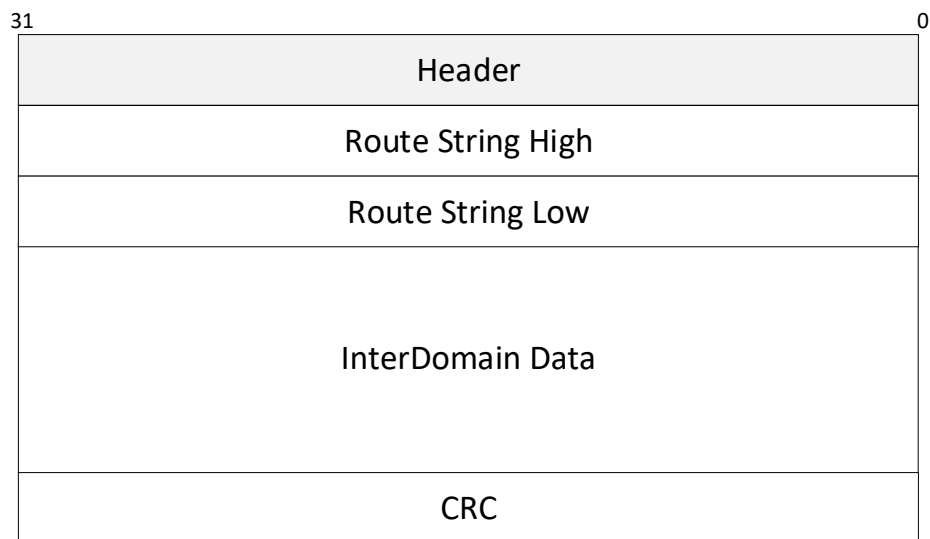 31 0
Header
Route String High
Route String Low
InterDomain Data
CRC